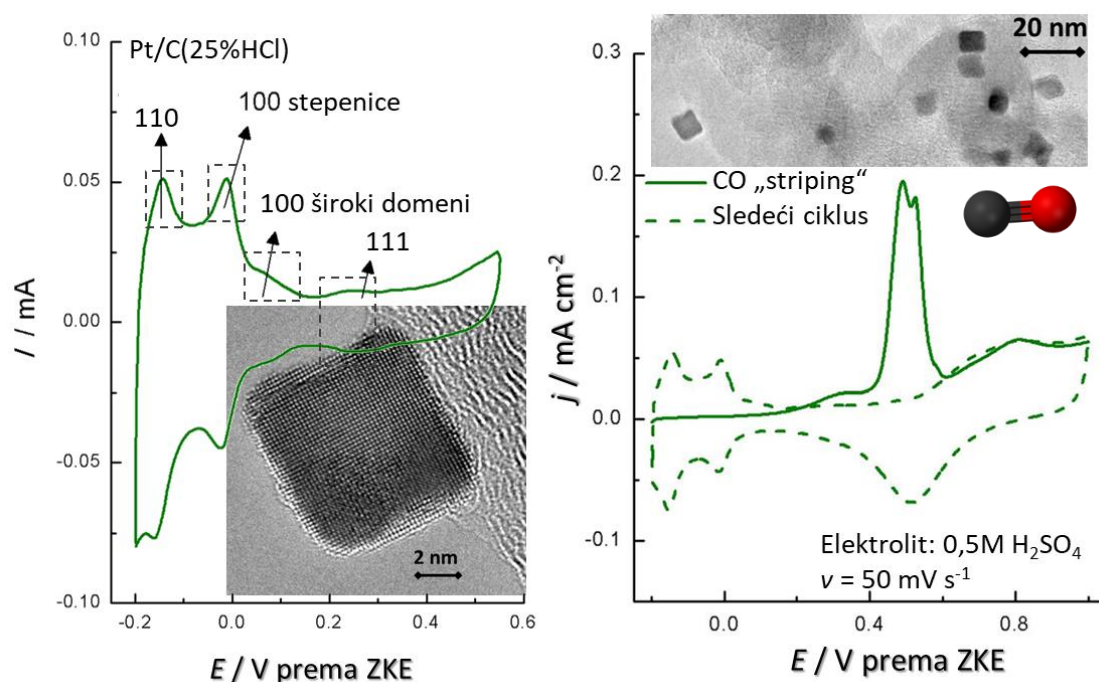 Pt/C(25%HCl)
110
100 stepenice
100 široki domeni
111
I / mA
0.10
0.05
0.00
-0.05
-0.10
-0.2
0.0
0.2
0.4
0.6
E / V prema ZKE
2 nm
20 nm
CO „striping“
Sledeći ciklus
j / mA cm-2
0.3
0.2
0.1
0.0
-0.1
0.0
0.4
0.8
E / V prema ZKE
Elektrolit: 0,5M H2SO4
v = 50 mV s-1